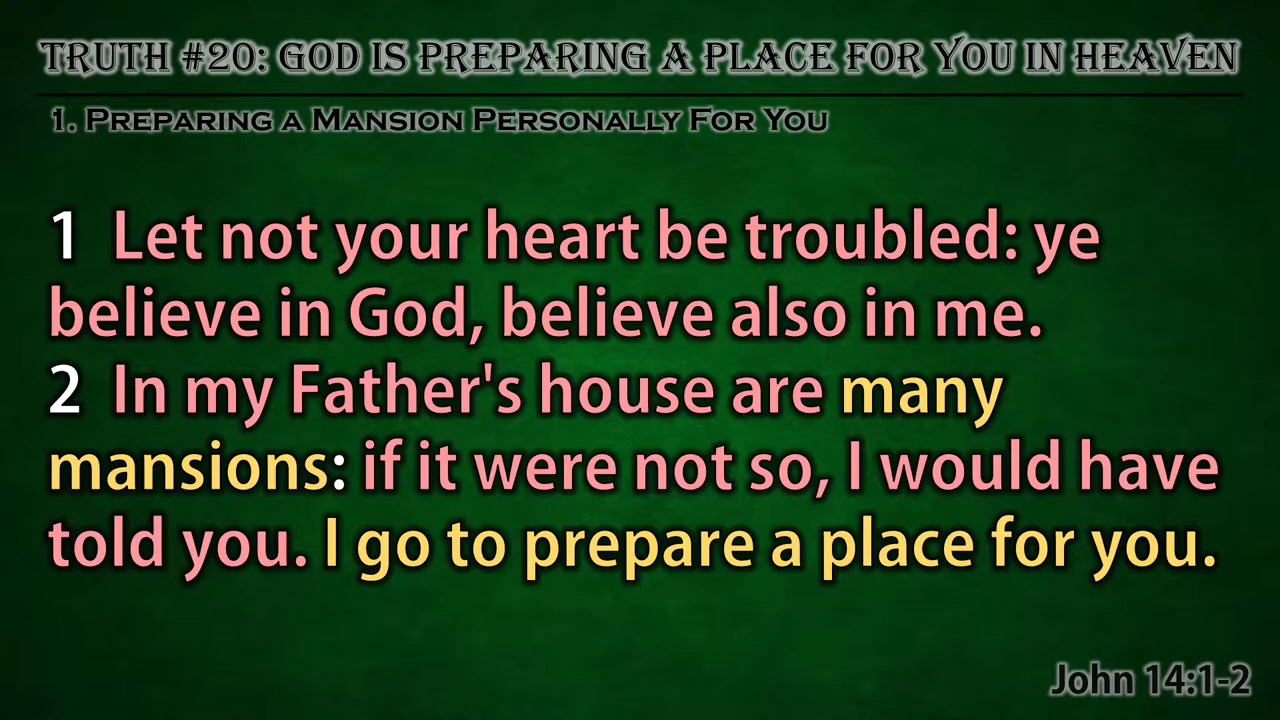 TRUTH #20: GOD IS PREPARING A PLACE FOR YOU IN HEAVEN
1. Preparing a Mansion Personally For You
1 Let not your heart be troubled: ye
believe in God, believe also in me.
2 In my Father's house are many
mansions: if it were not so, I would have
told you. I go to prepare a place for you.
John 14:1-2